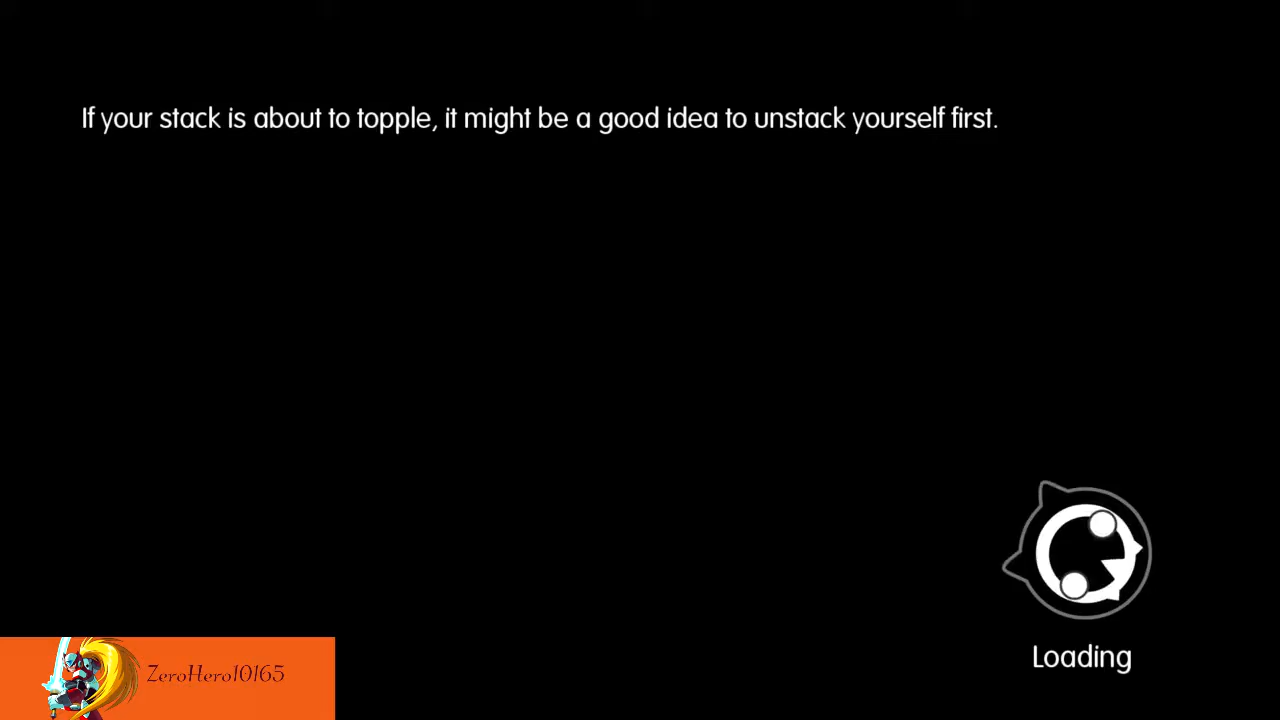 If your stack is about to topple, it might be a good idea to unstack yourself first.
Loading
ZeroHero10165